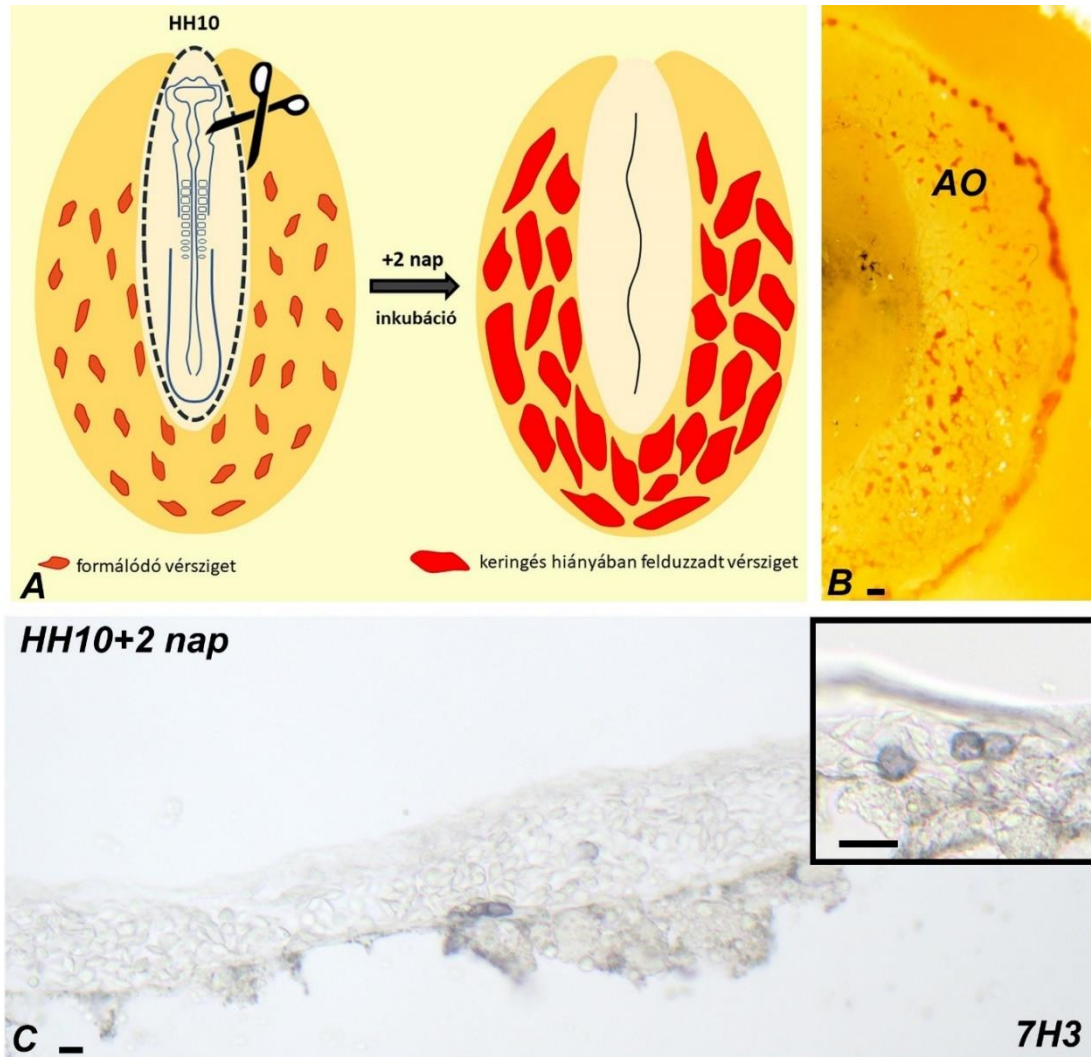 HH10
+2 nap
inkubáció
formálódó vérsziget
keringés hiányában felduzzadt vérsziget
A
AO
B
HH10+2 nap
C
7H3